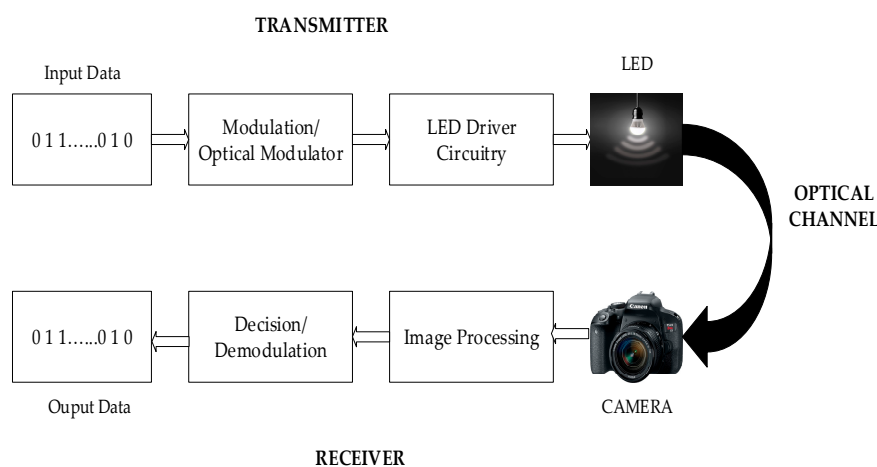 TRANSMITTER
Input Data
LED
0 1 1…...0 1 0
Modulation/
Optical Modulator
LED Driver
Circuitry
OPTICAL
CHANNEL
0 1 1…...0 1 0
Decision/
Demodulation
Image Processing
Canon
Ouput Data
CAMERA
RECEIVER